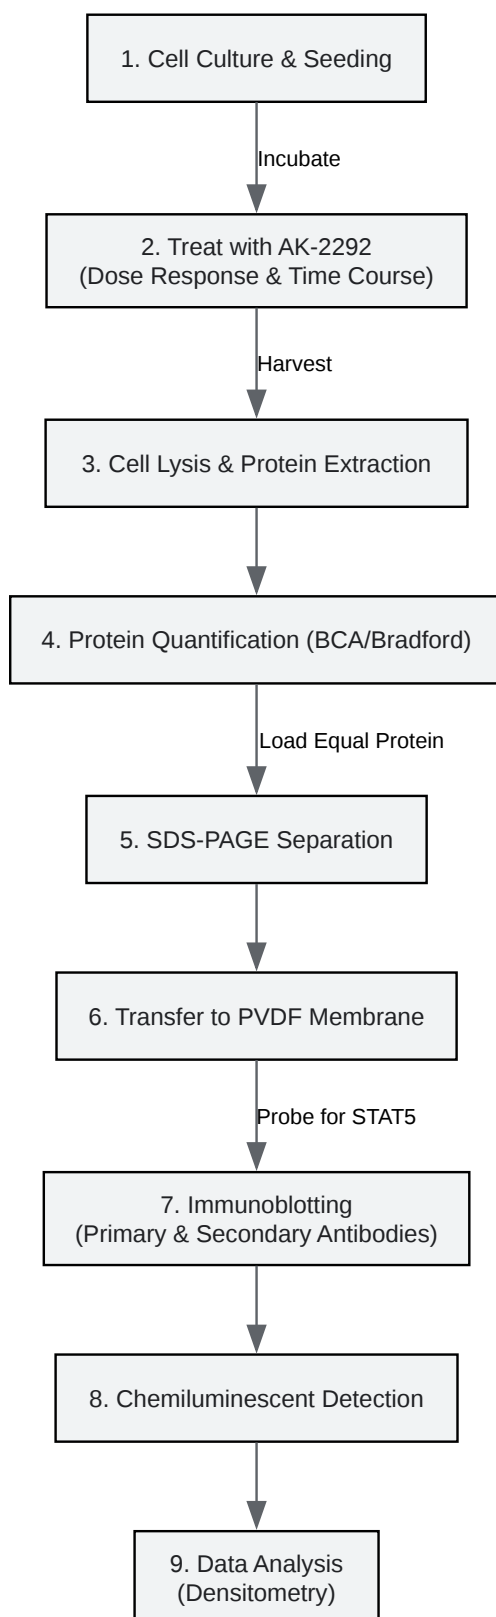 1. Cell Culture & Seeding
Incubate
2. Treat with AK-2292
(Dose Response & Time Course)
Harvest
3. Cell Lysis & Protein Extraction
4. Protein Quantification (BCA/Bradford)
Load Equal Protein
5. SDS-PAGE Separation
6. Transfer to PVDF Membrane
Probe for STAT5
7. Immunoblotting
(Primary & Secondary Antibodies)
8. Chemiluminescent Detection
9. Data Analysis
(Densitometry)